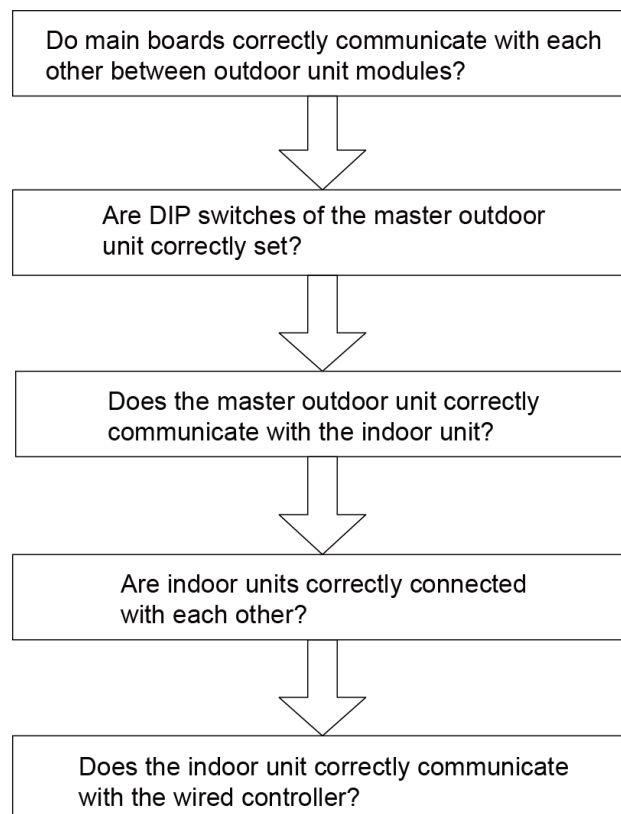 Do main boards correctly communicate with each
other between outdoor unit modules?
Are DIP switches of the master outdoor
unit correctly set?
Does the master outdoor unit correctly
communicate with the indoor unit?
Are indoor units correctly connected
with each other?
Does the indoor unit correctly communicate
with the wired controller?